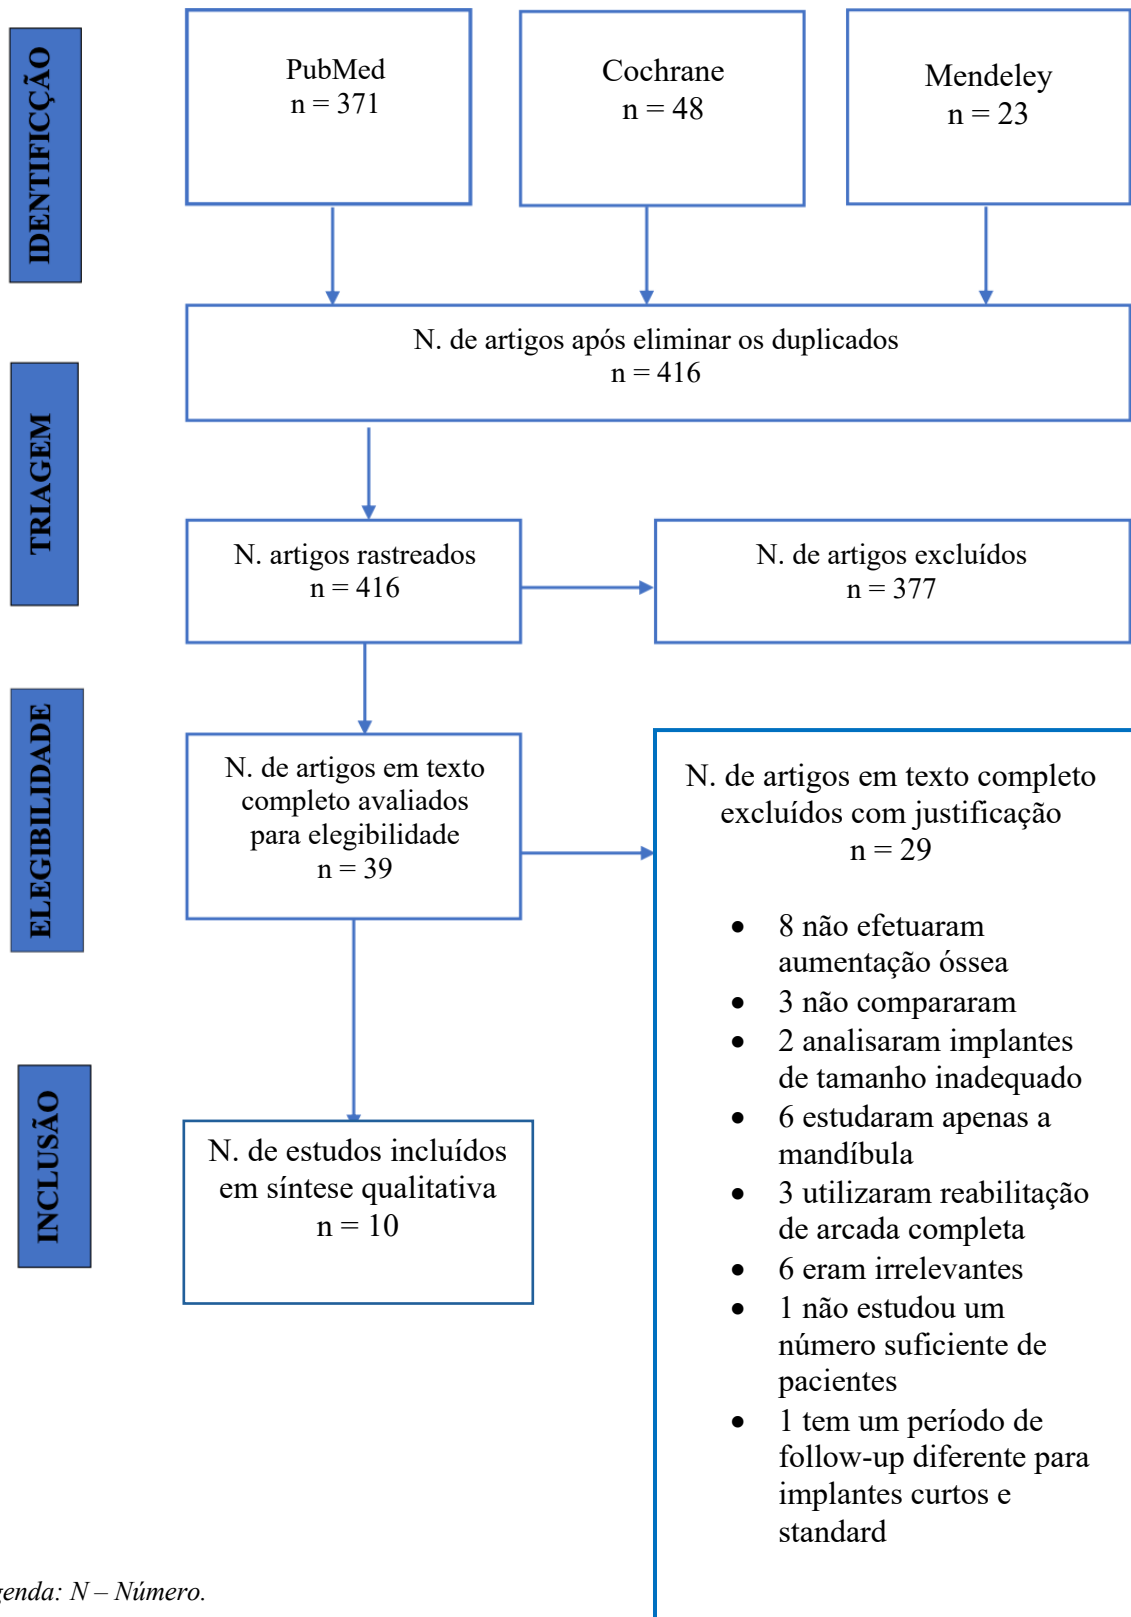 IDENTIFICÇÃO
PubMed
n = 371
Cochrane
n = 48
Mendeley
n = 23
N. de artigos após eliminar os duplicados
n = 416
TRIAGEM
N. artigos rastreados
n = 416
N. de artigos excluídos
n = 377
ELEGIBILIDADE
N. de artigos em texto
completo avaliados
para elegibilidade
n = 39
N. de artigos em texto completo
excluídos com justificação
n = 29
• 8 não efetuaram
aumentação óssea
• 3 não compararam
• 2 analisaram implantes
de tamanho inadequado
• 6 estudaram apenas a
mandíbula
• 3 utilizaram reabilitação
de arcada completa
• 6 eram irrelevantes
• 1 não estudou um
número suficiente de
pacientes
• 1 tem um período de
follow-up diferente para
implantes curtos e
standard
INCLUSÃO
N. de estudos incluídos
em síntese qualitativa
n = 10
genda: N – Número.